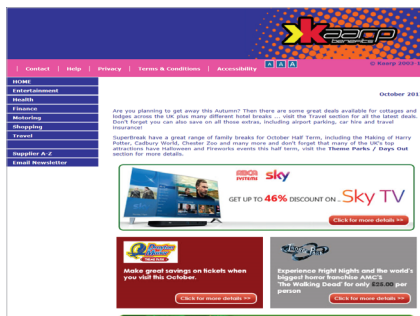 kaarp
benefits
Contact | Help | Privacy | Terms & Conditions | Accessibility
A A A
© Kaarp 2003-1
HOME
Entertainment
Health
Finance
Motoring
Shopping
Travel
Supplier A-Z
Email Newsletter
October 201
Are you planning to get away this Autumn? Then there are some great deals available for cottages and
lodges across the UK plus many different hotel breaks ... visit the Travel section for all the latest deals.
Don't forget you can also save on all those extras, including airport parking, car hire and travel
insurance!
SuperBreak have a great range of family breaks for October Half Term, including the Making of Harry
Potter, Cadbury World, Chester Zoo and many more and don't forget that many of the UK's top
attractions have Halloween and Fireworks events this half term, visit the Theme Parks / Days Out
section for more details.
sky
GET UP TO 46% DISCOUNT ON .. Sky TV
Click for more details >>
Make great savings on tickets when
you visit this October.
Click for more details >>
Experience Fright Nights and the world's
biggest horror franchise AMC's
'The Walking Dead' for only £28.00 per
person
Click for more details >>